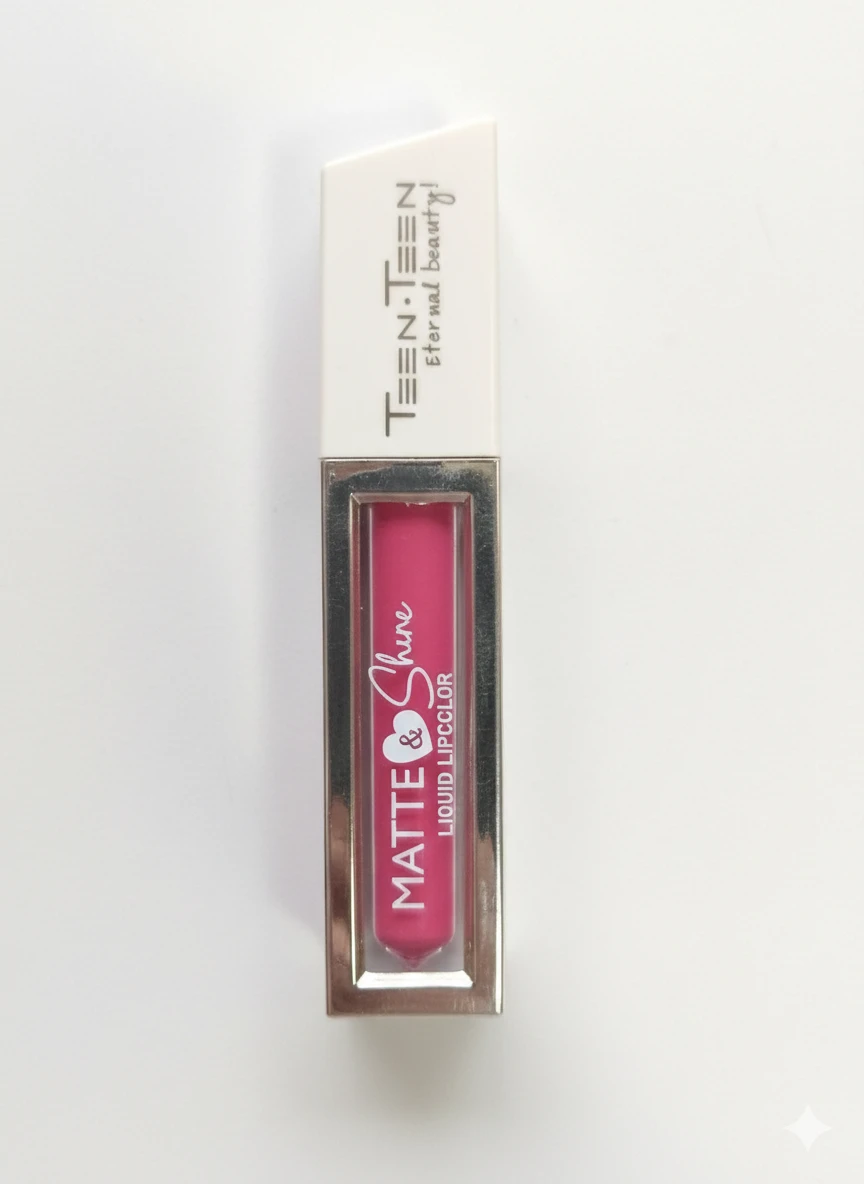 TEEN·TEEN
Eternal beauty!
MATTE & Shine
LIQUID LIPCOLOR